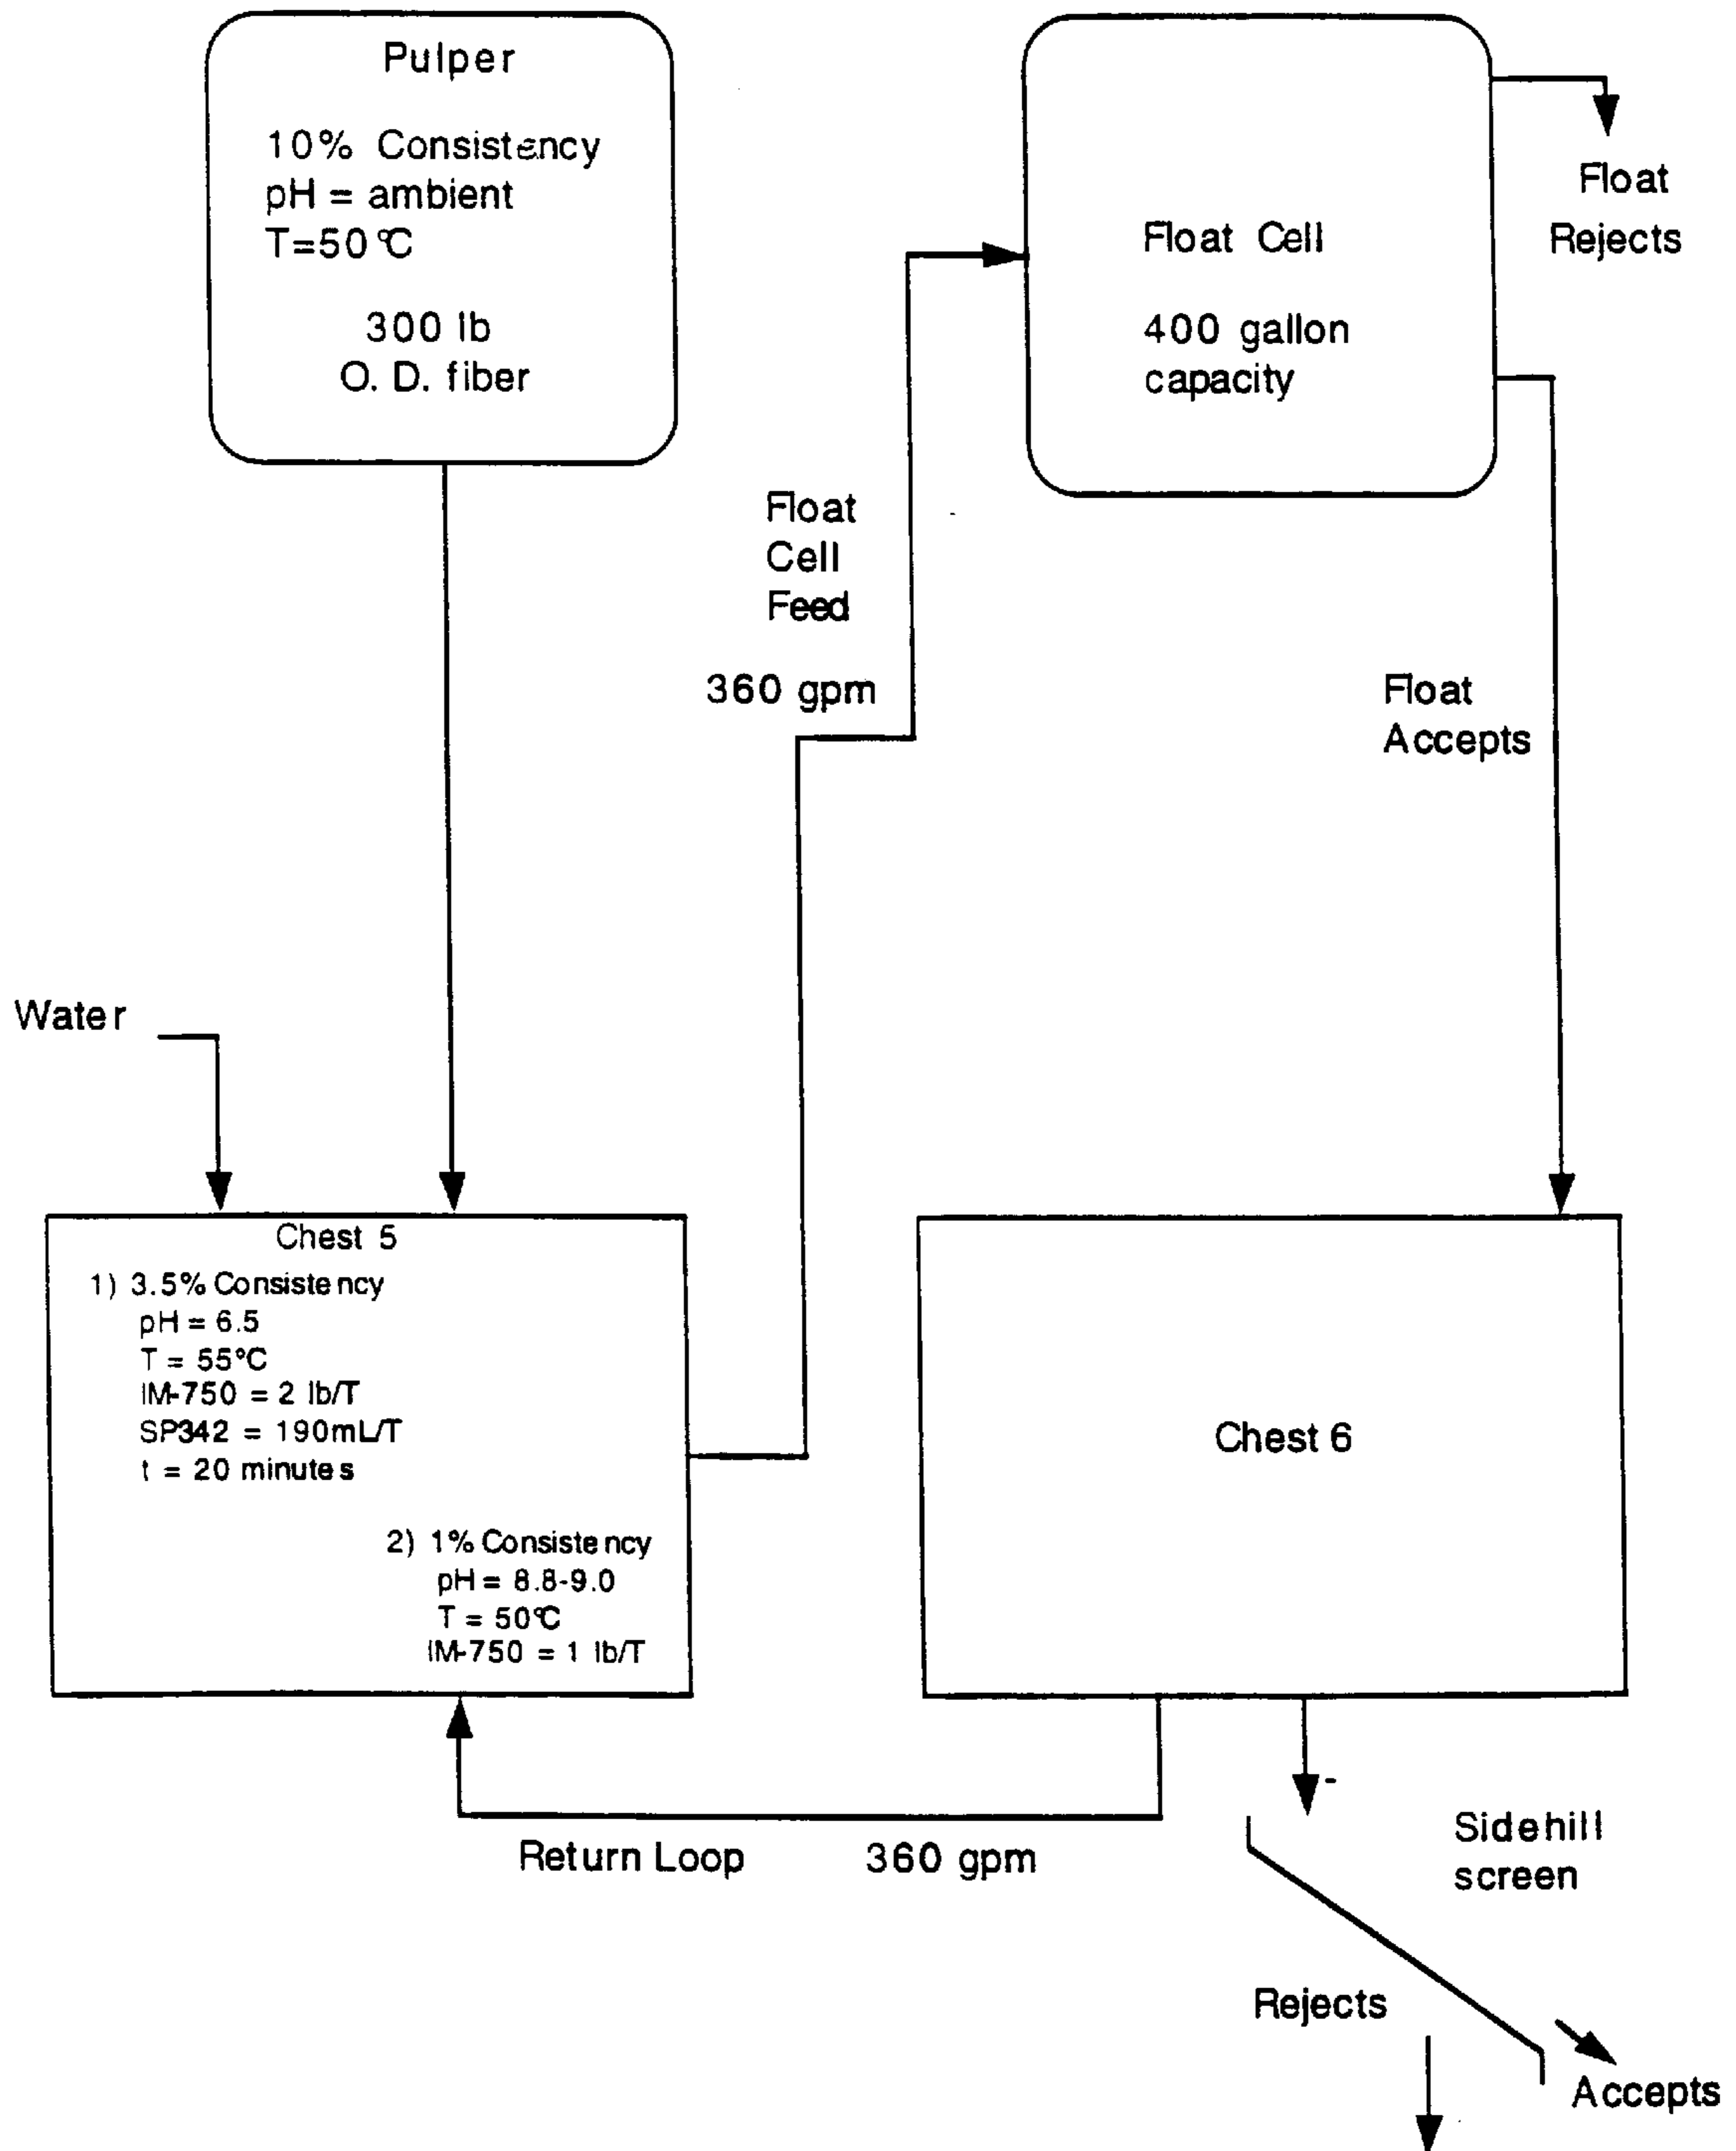 Pulper
10% Consistency
pH = ambient
T=50°C
300 lb
O. D. fiber
Float Cell
400 gallon
capacity
Float
Rejects
Float
Cell
Feed
360 gpm
Float
Accepts
Water
Chest 5
1) 3.5% Consistency
pH = 6.5
T = 55°C
IM-750 = 2 lb/T
SP342 = 190mL/T
t = 20 minutes
2) 1% Consistency
pH = 8.8-9.0
T = 50°C
IM-750 = 1 lb/T
Chest 6
Return Loop 360 gpm
Sidehill
screen
Rejects
Accepts